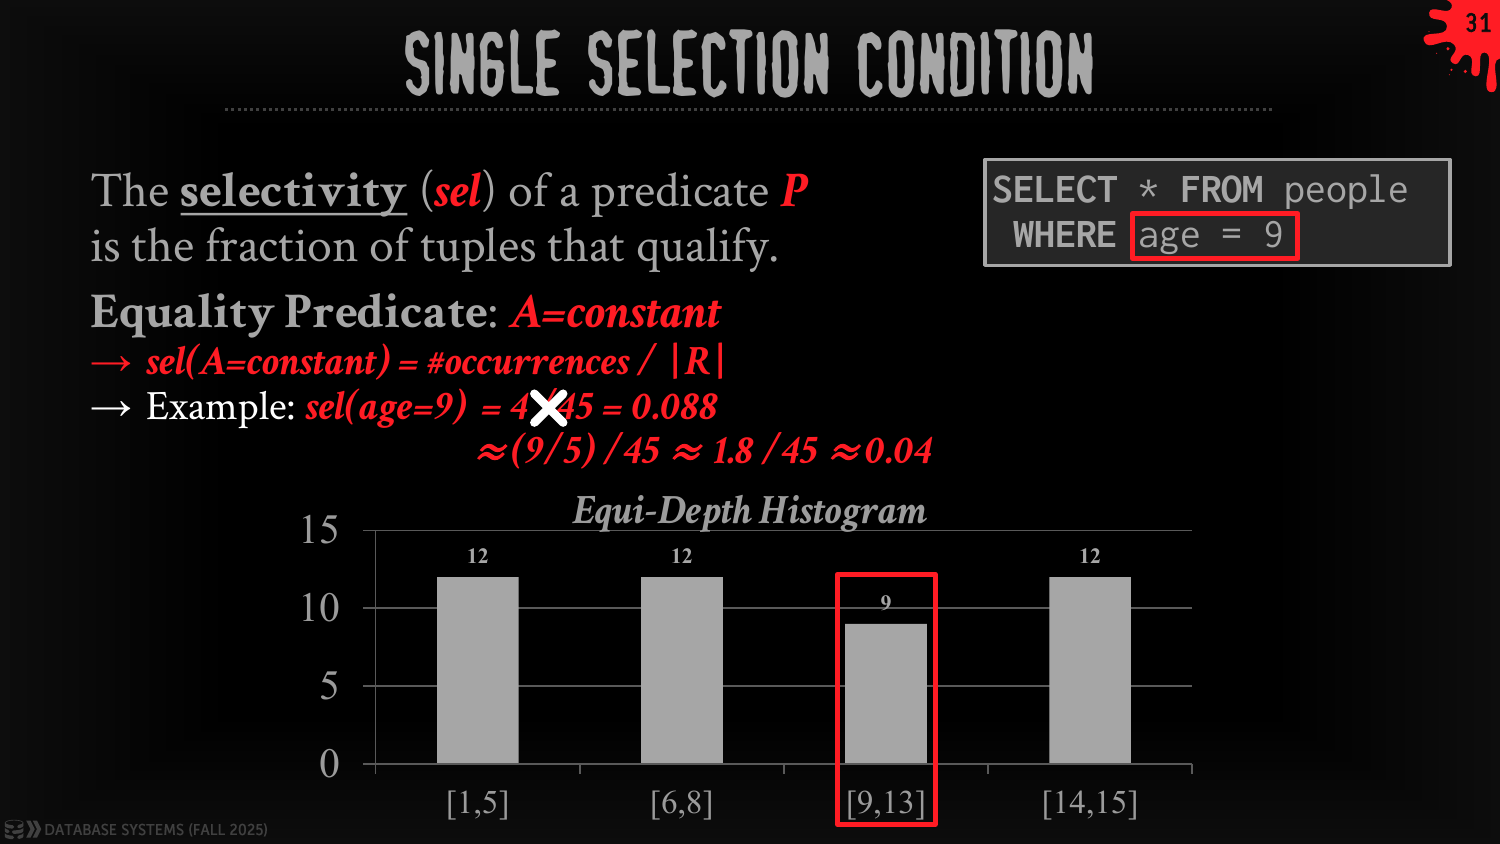 31
SINGLE SELECTION CONDITION
The selectivity (sel) of a predicate P
is the fraction of tuples that qualify.
SELECT * FROM people
WHERE age = 9
Equality Predicate: A=constant
→ sel(A=constant) = #occurrences / |R|
→ Example: sel(age=9) = 4/45 = 0.088
≈(9/5) /45 ≈ 1.8 /45 ≈0.04
Equi-Depth Histogram
15
12 12 9 12
10
5
0
[1,5] [6,8] [9,13] [14,15]
DATABASE SYSTEMS (FALL 2025)